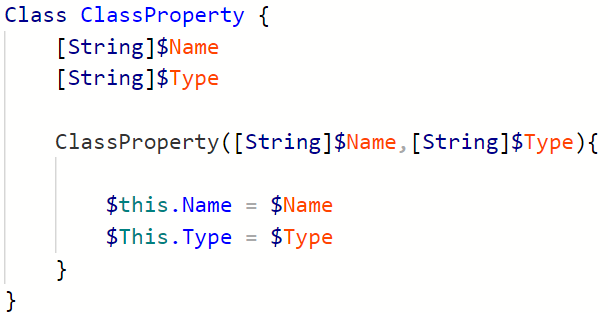 Class ClassProperty {
[String]$Name
[String]$Type
ClassProperty([String]$Name,[String]$Type){
$this.Name = $Name
$This.Type = $Type
}
}